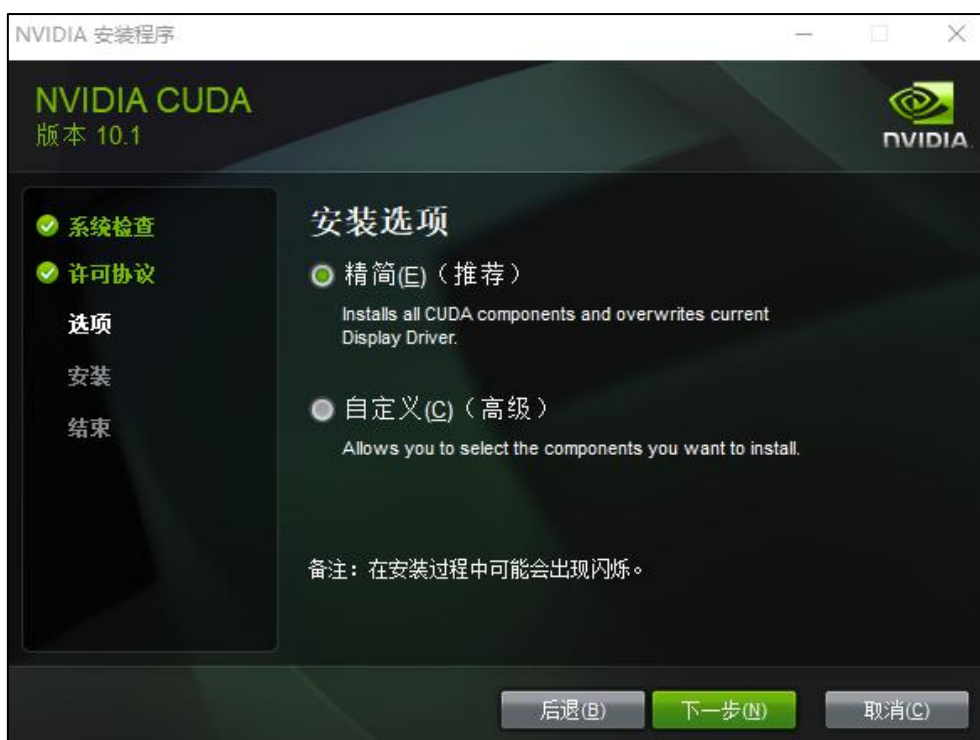 NVIDIA 安装程序
NVIDIA CUDA
版本 10.1
NVIDIA.
系统检查
许可协议
选项
安装
结束
安装选项
精简(E)（推荐）
Installs all CUDA components and overwrites current
Display Driver.
自定义(C)（高级）
Allows you to select the components you want to install.
备注：在安装过程中可能会出现闪烁。
后退(B)
下一步(N)
取消(C)